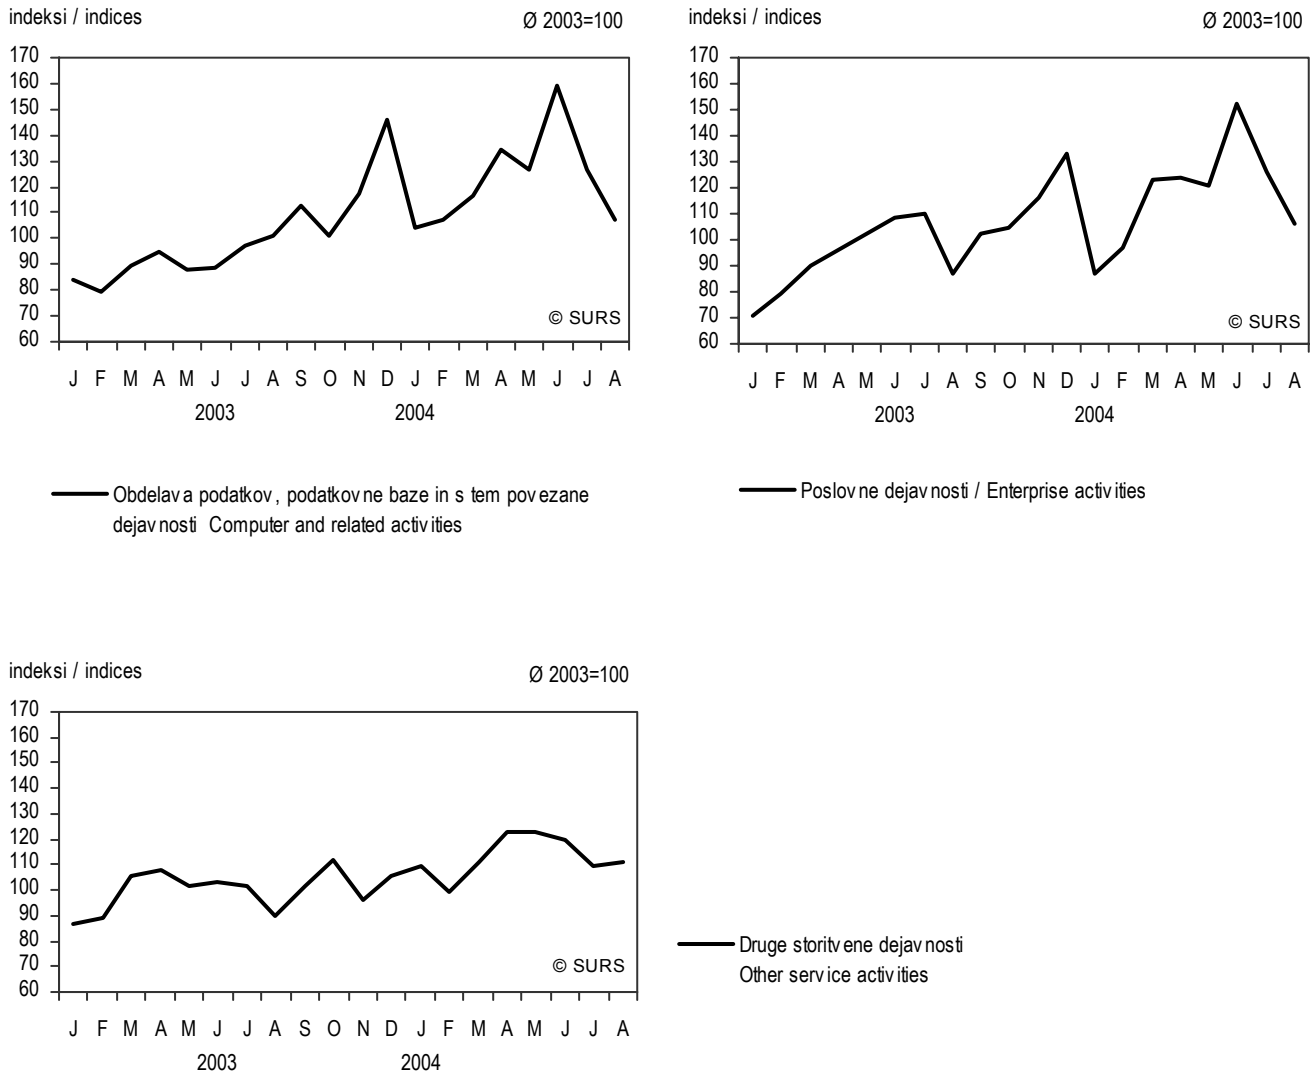 indeksi / indices
Ø 2003=100
170
160
150
140
130
120
110
100
90
80
70
60
© SURS
J F M A M J J A S O N D J F M A M J J A
2003 2004
Obdelava podatkov, podatkovne baze in s tem povezane
dejavnosti Computer and related activities
indeksi / indices
Ø 2003=100
170
160
150
140
130
120
110
100
90
80
70
60
© SURS
J F M A M J J A S O N D J F M A M J J A
2003 2004
Poslovne dejavnosti / Enterprise activities
indeksi / indices
Ø 2003=100
170
160
150
140
130
120
110
100
90
80
70
60
© SURS
J F M A M J J A S O N D J F M A M J J A
2003 2004
Druge storitvene dejavnosti
Other service activities